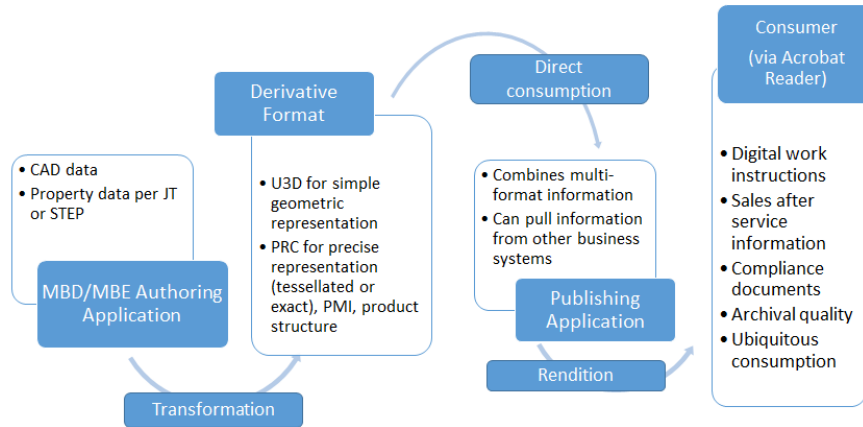 • CAD data
• Property data per JT
or STEP
MBD/MBE Authoring
Application
Transformation
Derivative
Format
• U3D for simple
geometric
representation
• PRC for precise
representation
(tessellated or
exact), PMI, product
structure
Direct
consumption
• Combines multi-
format information
• Can pull information
from other business
systems
Publishing
Application
Rendition
Consumer
(via Acrobat
Reader)
• Digital work
instructions
• Sales after
service
information
• Compliance
documents
• Archival quality
• Ubiquitous
consumption